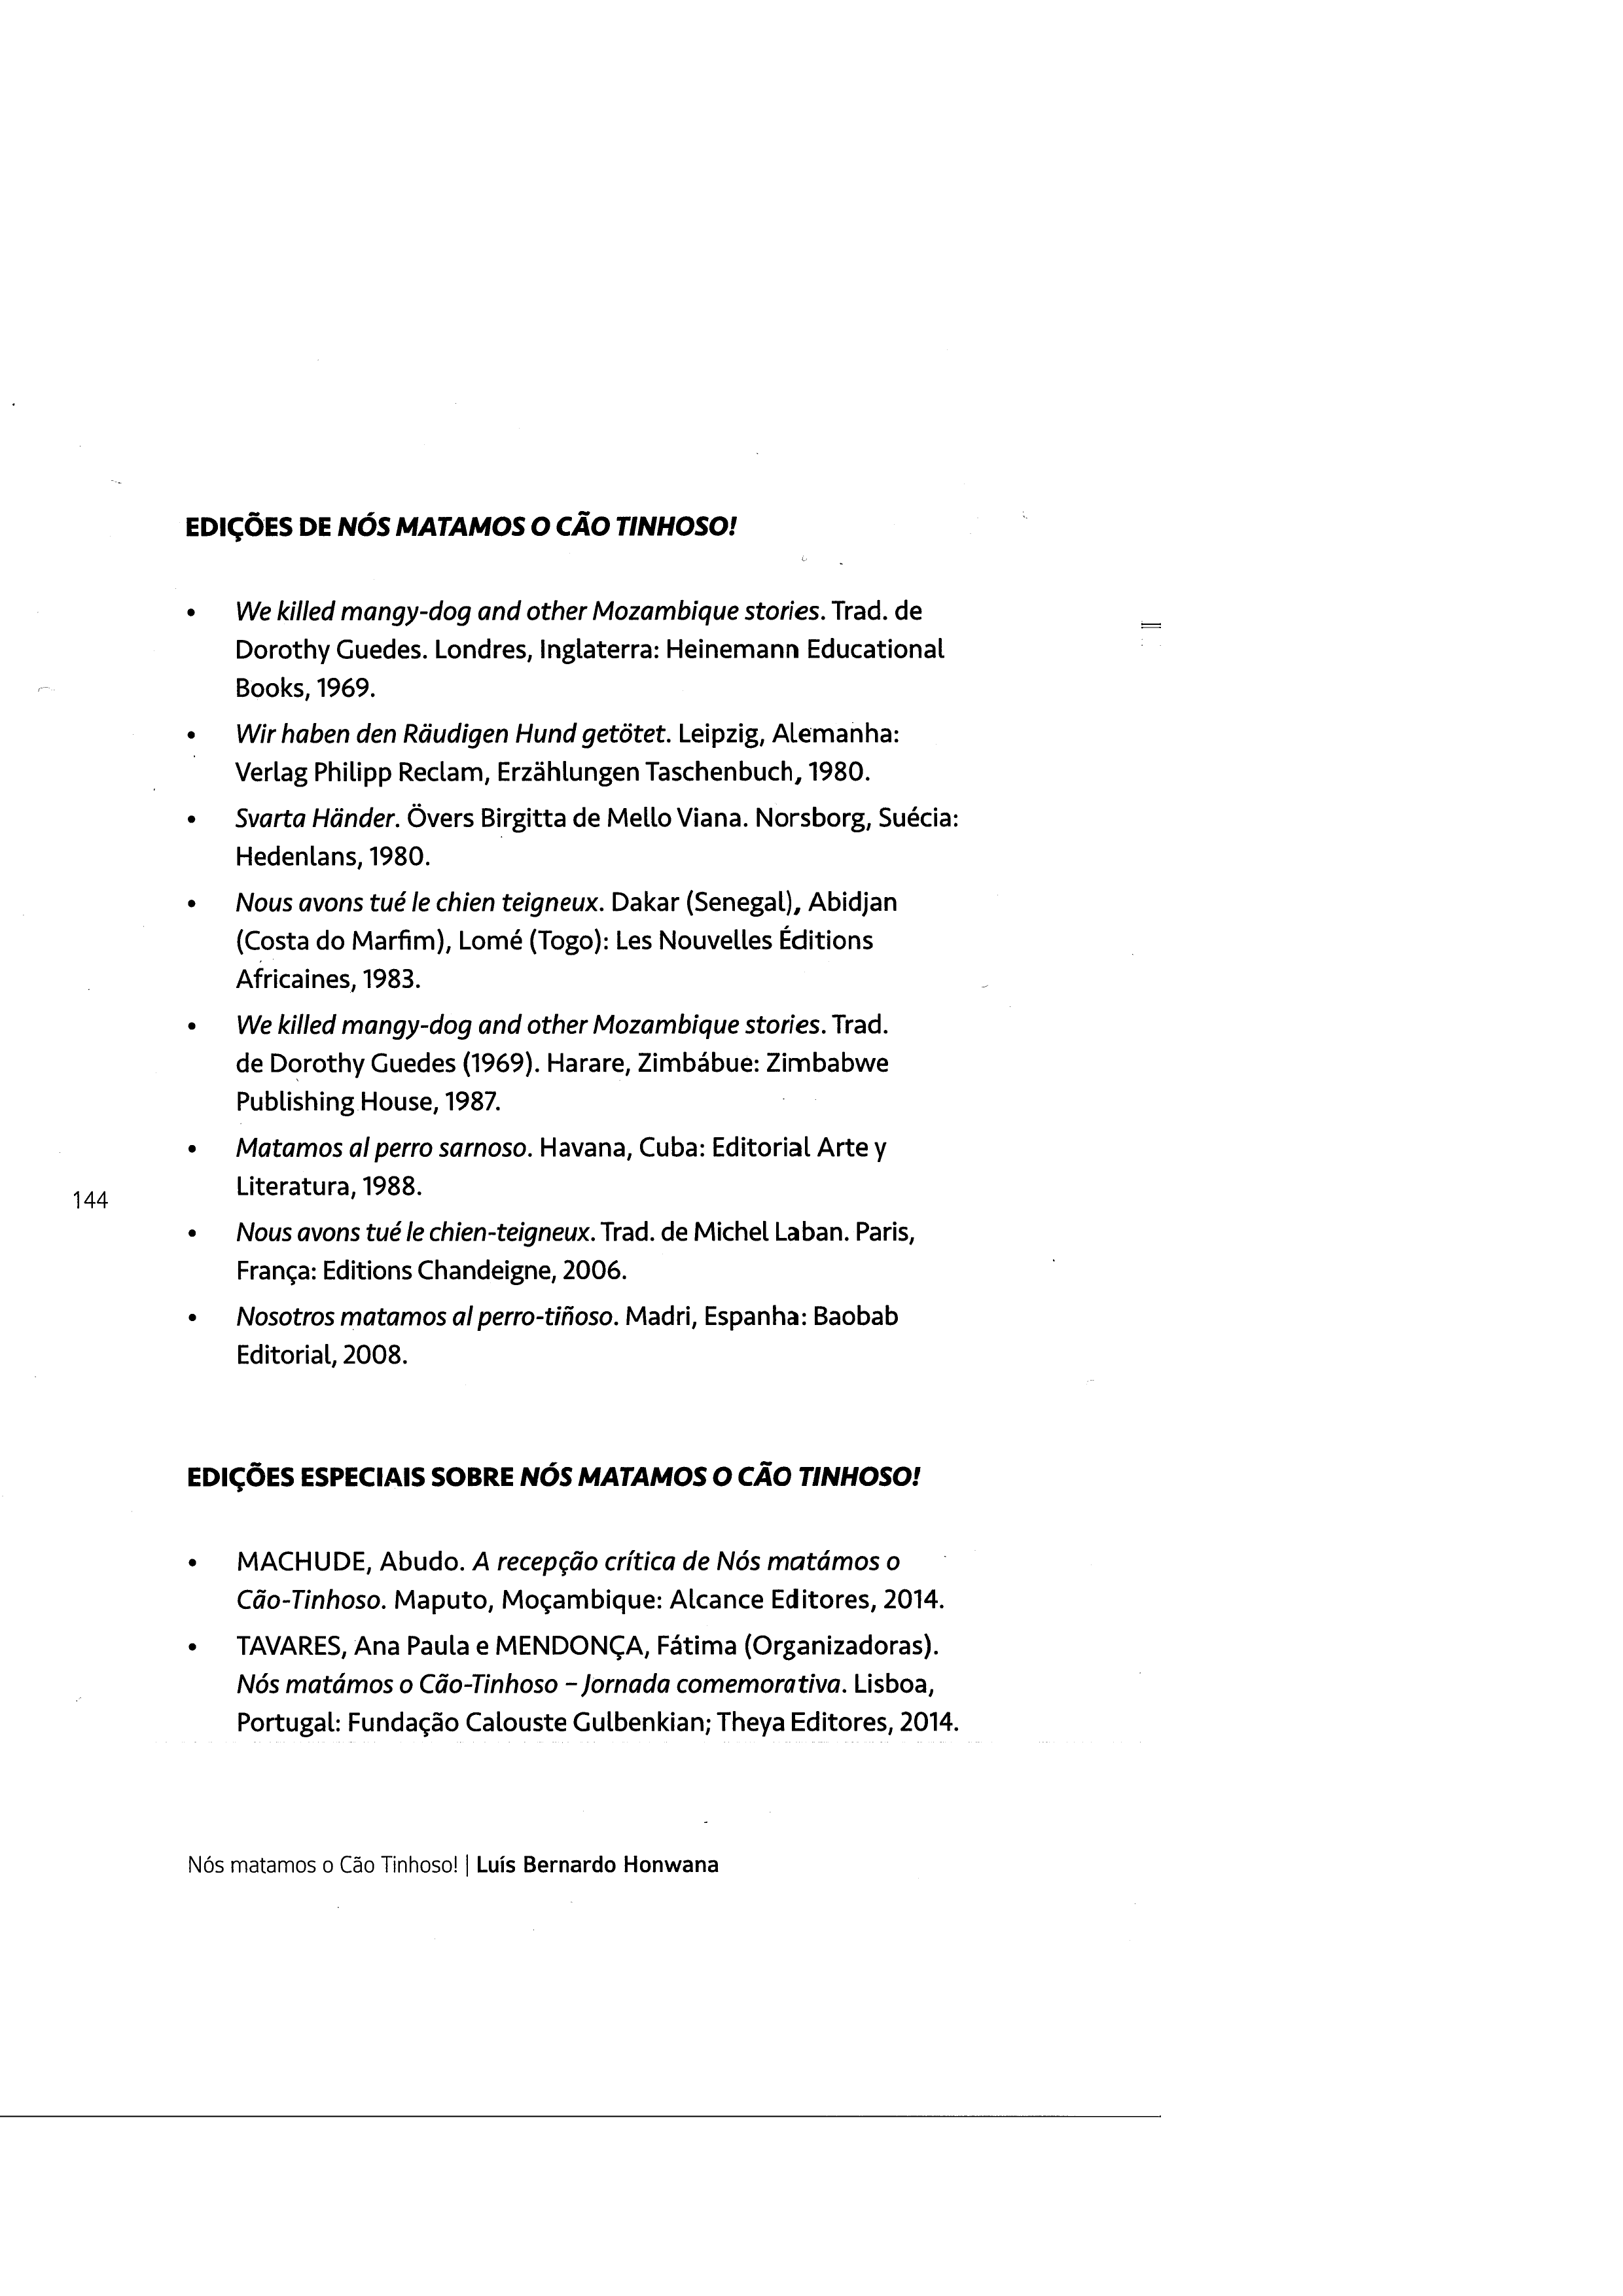 EDIÇÕES DE NÓS MATAMOS O CÃO TINHOSO!
• We killed mangy-dog and other Mozambique stories. Trad. de
Dorothy Guedes. Londres, Inglaterra: Heinemann Educational
Books, 1969.
• Wir haben den Räudigen Hund getötet. Leipzig, Alemanha:
Verlag Philipp Reclam, Erzählungen Taschenbuch, 1980.
• Svarta Händer. Övers Birgitta de Mello Viana. Norsborg, Suécia:
Hedenlans, 1980.
• Nous avons tué le chien teigneux. Dakar (Senegal), Abidjan
(Costa do Marfim), Lomé (Togo): Les Nouvelles Éditions
Africaines, 1983.
• We killed mangy-dog and other Mozambique stories. Trad.
de Dorothy Guedes (1969). Harare, Zimbábue: Zimbabwe
Publishing House, 1987.
• Matamos al perro sarnoso. Havana, Cuba: Editorial Arte y
Literatura, 1988.
144
• Nous avons tué le chien-teigneux. Trad. de Michel Laban. Paris,
França: Editions Chandeigne, 2006.
• Nosotros matamos al perro-tiñoso. Madri, Espanha: Baobab
Editorial, 2008.
EDIÇÕES ESPECIAIS SOBRE NÓS MATAMOS O CÃO TINHOSO!
• MACHUDE, Abudo. A recepção crítica de Nós matámos o
Cão-Tinhoso. Maputo, Moçambique: Alcance Editores, 2014.
• TAVARES, Ana Paula e MENDONÇA, Fátima (Organizadoras).
Nós matámos o Cão-Tinhoso – Jornada comemorativa. Lisboa,
Portugal: Fundação Calouste Gulbenkian; Theya Editores, 2014.
Nós matamos o Cão Tinhoso! | Luís Bernardo Honwana